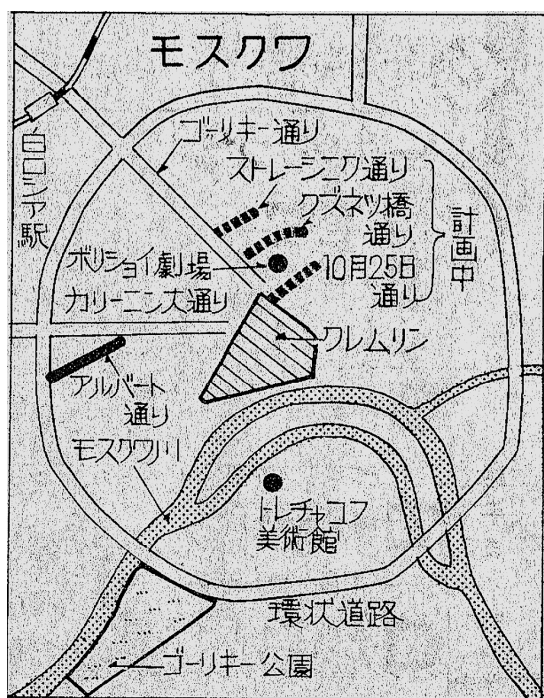 モスクワ
ゴーリキー通り
ストレーシニク通り
クズネツ橋
通り
計画中
白ロシア駅
ボリショイ劇場
10月25日
通り
カリーニンズ通り
クレムリン
アルバート
通り
モスクワ川
トレチャコフ
美術館
環状道路
ゴーリキー公園